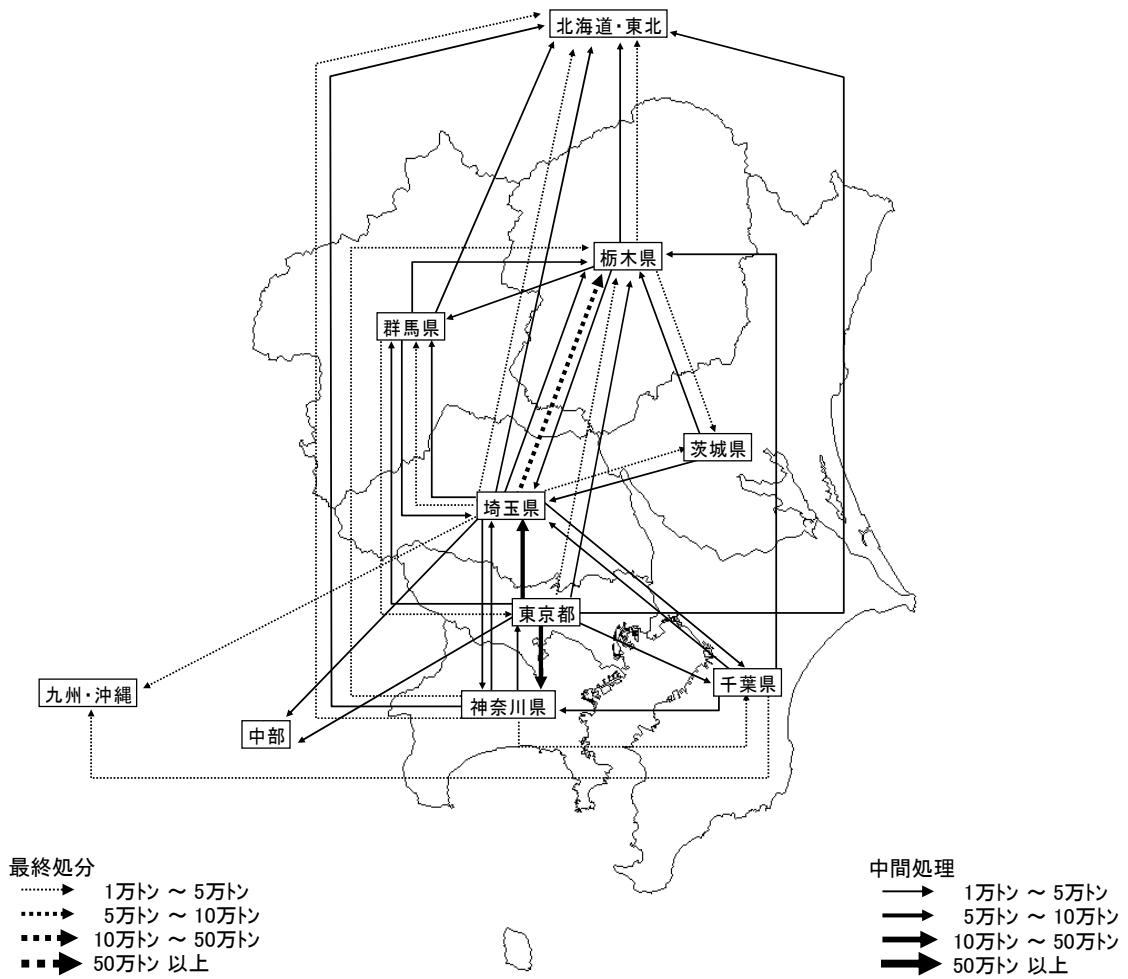 北海道・東北
栃木県
群馬県
茨城県
埼玉県
東京都
千葉県
九州・沖縄
神奈川県
中部
最終処分
1万トン ～ 5万トン
5万トン ～ 10万トン
10万トン ～ 50万トン
50万トン 以上
中間処理
1万トン ～ 5万トン
5万トン ～ 10万トン
10万トン ～ 50万トン
50万トン 以上